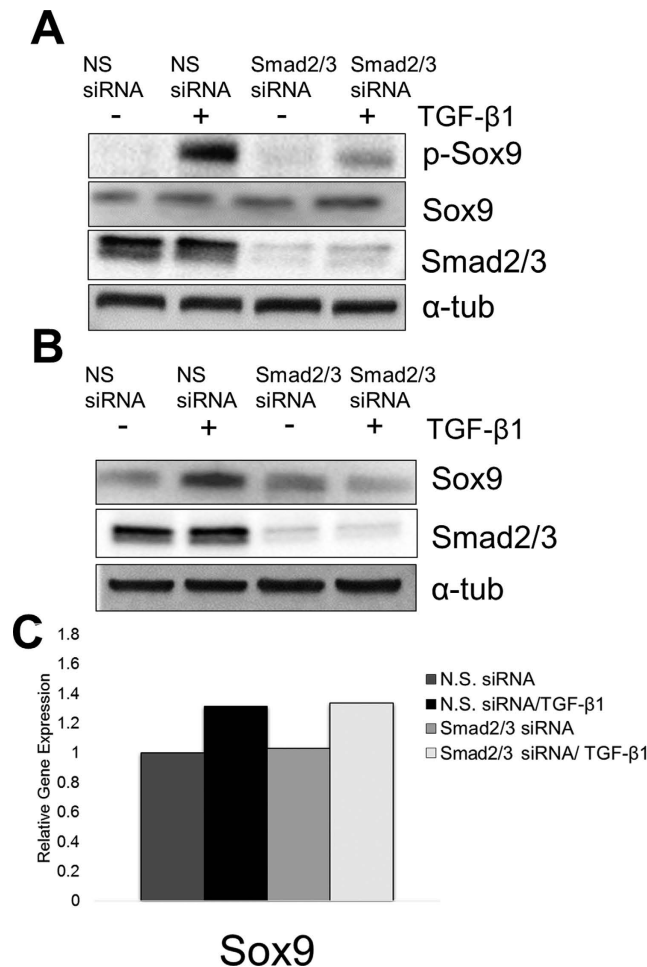 A
NS NS Smad2/3 Smad2/3
siRNA siRNA siRNA siRNA
- + - + TGF-β1
p-Sox9
Sox9
Smad2/3
α-tub
B
NS NS Smad2/3 Smad2/3
siRNA siRNA siRNA siRNA
- + - + TGF-β1
Sox9
Smad2/3
α-tub
C
Relative Gene Expression
1.8
1.6
1.4
1.2
1
0.8
0.6
0.4
0.2
0
N.S. siRNA
N.S. siRNA/TGF-β1
Smad2/3 siRNA
Smad2/3 siRNA/ TGF-β1
Sox9